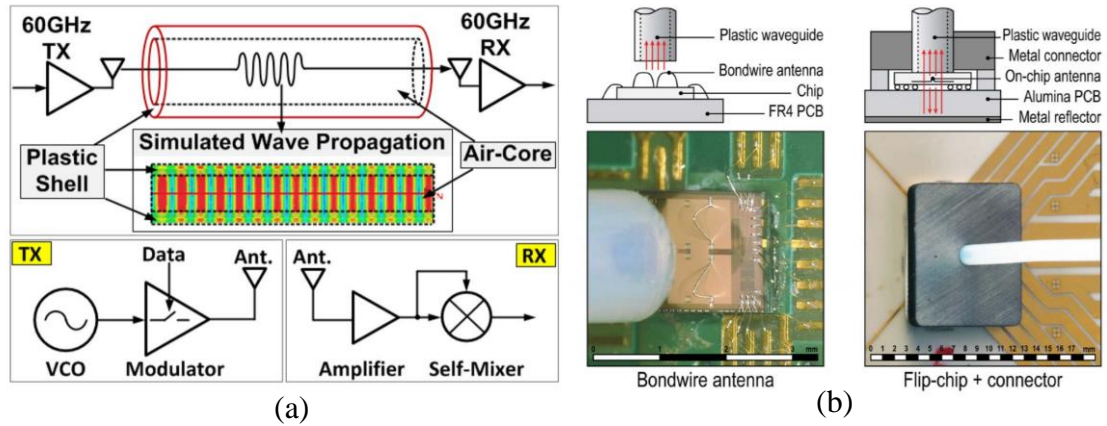 60GHz
TX
60GHz
RX
Simulated Wave Propagation
Plastic
Shell
Air-Core
TX
Data
Ant.
VCO
Modulator
Ant.
RX
Amplifier
Self-Mixer
(a)
Plastic waveguide
Bondwire antenna
Chip
FR4 PCB
Plastic waveguide
Metal connector
On-chip antenna
Alumina PCB
Metal reflector
0 1 2 3 mm
Bondwire antenna
0 1 2 3 4 5 6 7 8 9 10 11 12 13 14 15 16 17 mm
Flip-chip + connector
(b)